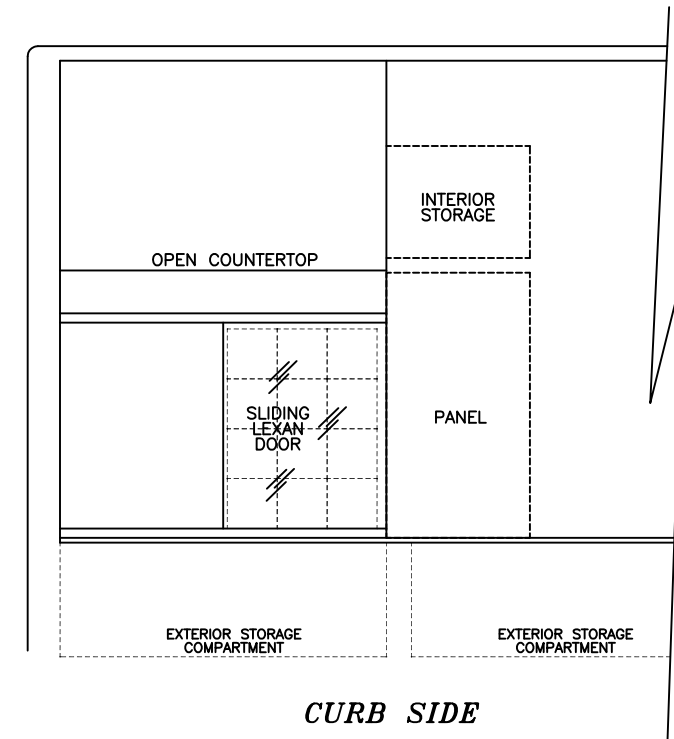 INTERIOR
STORAGE
OPEN COUNTERTOP
SLIDING
LEXAN
DOOR
PANEL
EXTERIOR STORAGE
COMPARTMENT
EXTERIOR STORAGE
COMPARTMENT
CURB SIDE